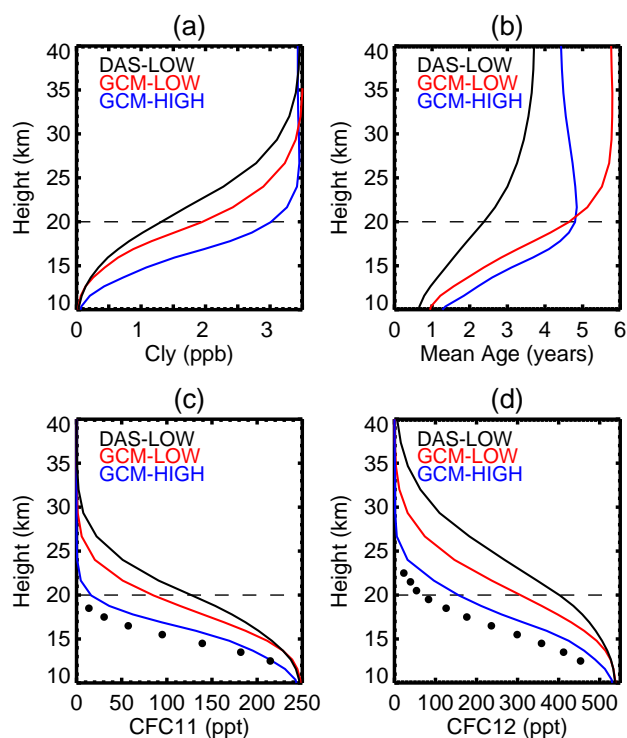 (a)
40
30
20
10
Height (km)
DAS-LOW
GCM-LOW
GCM-HIGH
0 1 2 3
Cly (ppb)
(b)
40
35
30
25
20
15
10
Height (km)
DAS-LOW
GCM-LOW
GCM-HIGH
0 1 2 3 4 5 6
Mean Age (years)
(c)
40
35
30
25
20
15
10
Height (km)
DAS-LOW
GCM-LOW
GCM-HIGH
0 50 100 150 200 250
CFC11 (ppt)
(d)
40
35
30
25
20
15
10
Height (km)
DAS-LOW
GCM-LOW
GCM-HIGH
0 100 200 300 400 500
CFC12 (ppt)